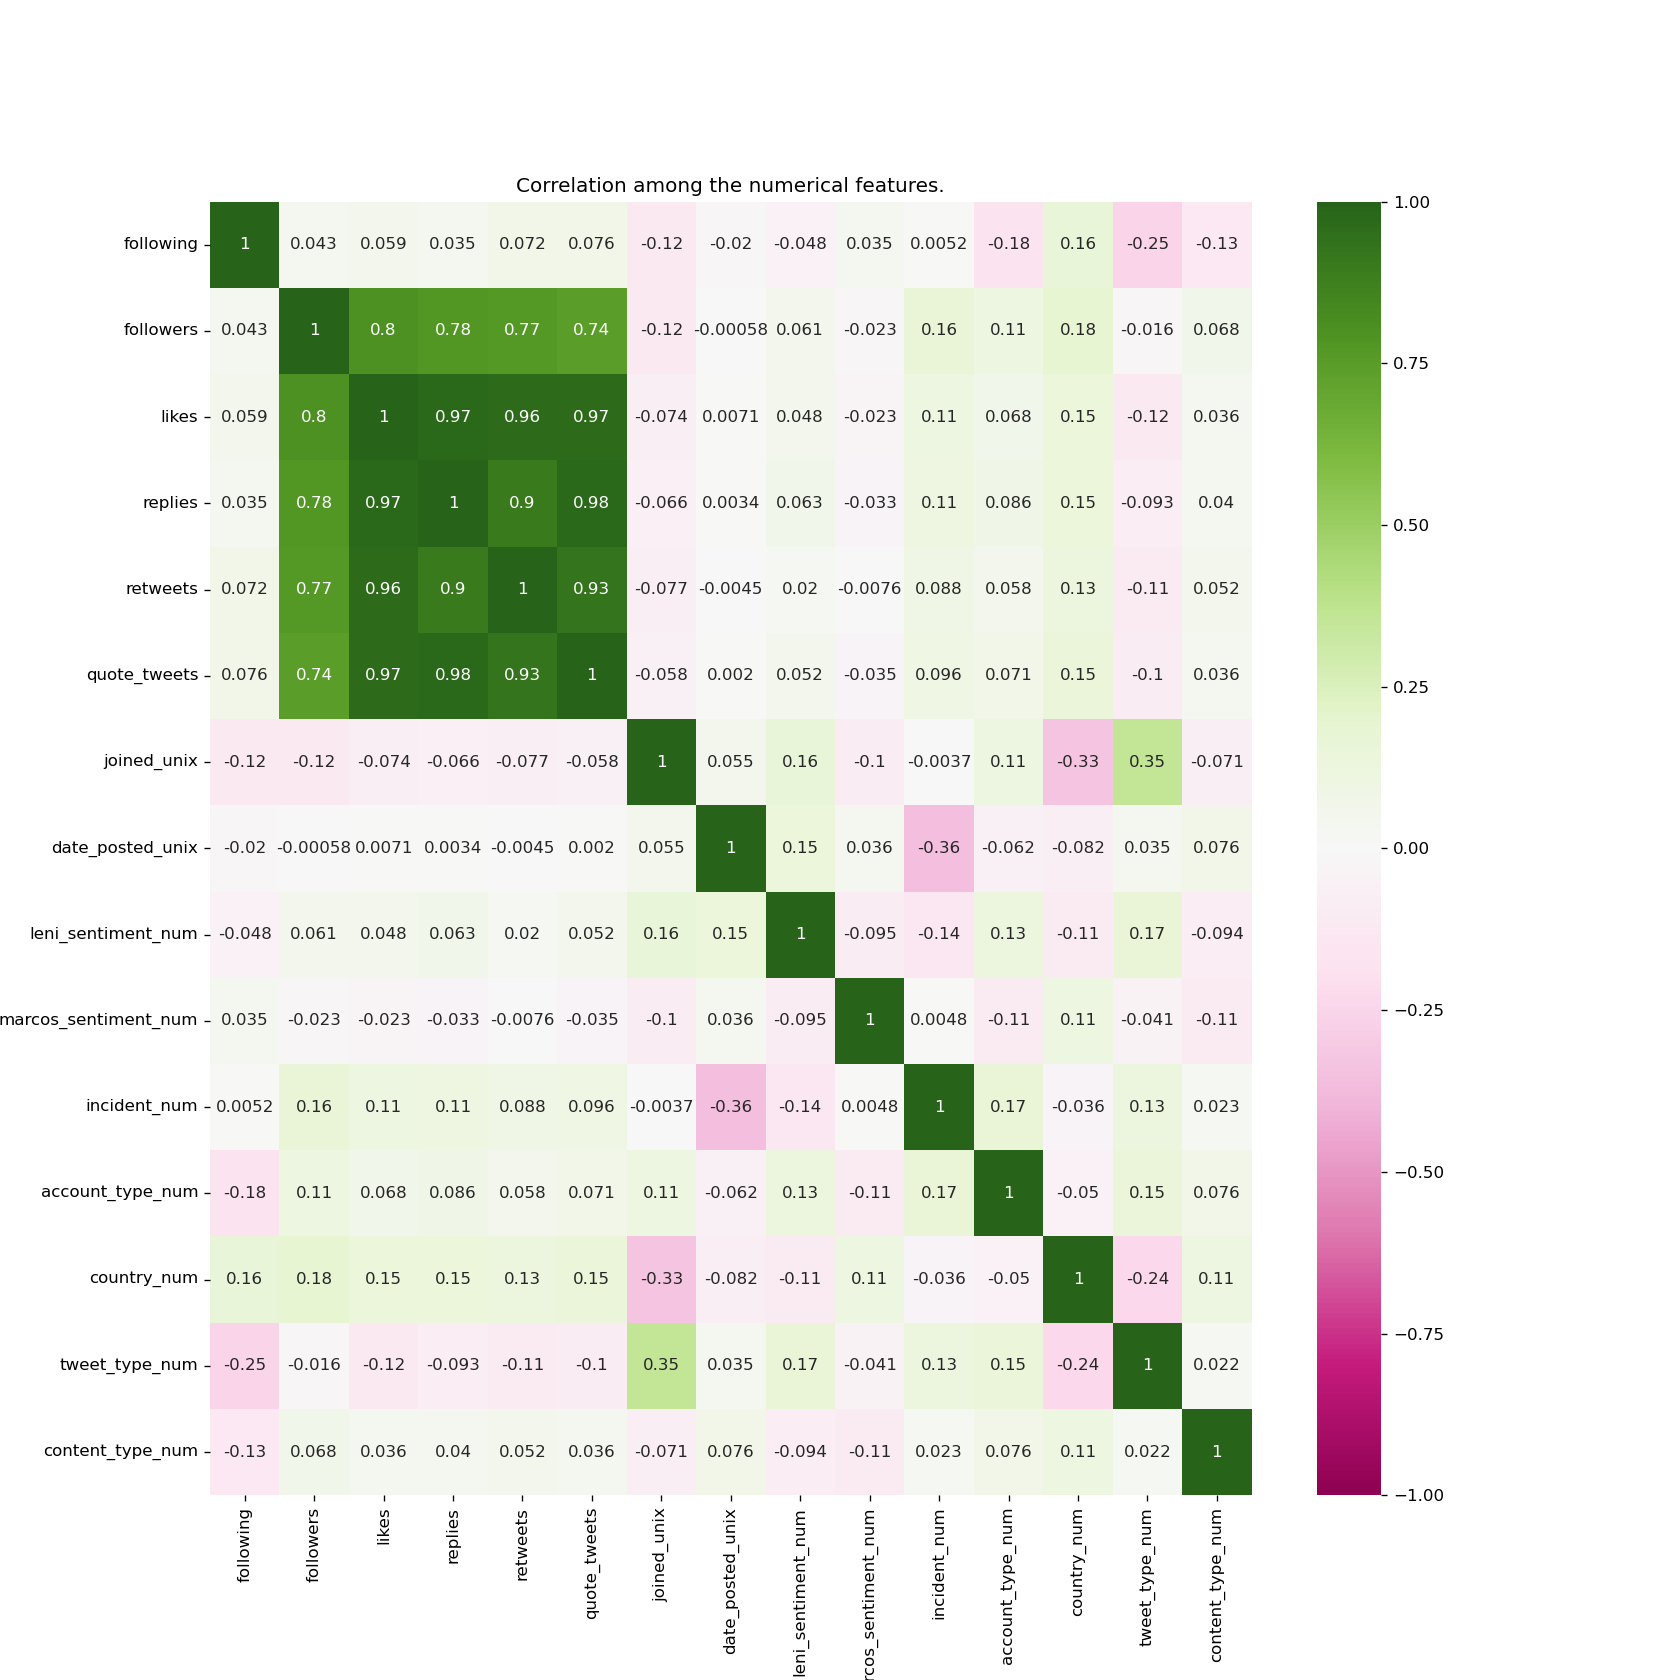 Correlation among the numerical features.
following 1 0.043 0.059 0.035 0.072 0.076 -0.12 -0.02 -0.048 0.035 0.0052 -0.18 0.16 -0.25 -0.13
followers 0.043 1 0.8 0.78 0.77 0.74 -0.12 -0.00058 0.061 -0.023 0.16 0.11 0.18 -0.016 0.068
likes 0.059 0.8 1 0.97 0.96 0.97 -0.074 0.0071 0.048 -0.023 0.11 0.068 0.15 -0.12 0.036
replies 0.035 0.78 0.97 1 0.9 0.98 -0.066 0.0034 0.063 -0.033 0.11 0.086 0.15 -0.093 0.04
retweets 0.072 0.77 0.96 0.9 1 0.93 -0.077 -0.0045 0.02 -0.0076 0.088 0.058 0.13 -0.11 0.052
quote_tweets 0.076 0.74 0.97 0.98 0.93 1 -0.058 0.002 0.052 -0.035 0.096 0.071 0.15 -0.1 0.036
joined_unix -0.12 -0.12 -0.074 -0.066 -0.077 -0.058 1 0.055 0.16 -0.1 -0.0037 0.11 -0.33 0.35 -0.071
date_posted_unix -0.02 -0.00058 0.0071 0.0034 -0.0045 0.002 0.055 1 0.15 0.036 -0.36 -0.062 -0.082 0.035 0.076
leni_sentiment_num -0.048 0.061 0.048 0.063 0.02 0.052 0.16 0.15 1 -0.095 -0.14 0.13 -0.11 0.17 -0.094
marcos_sentiment_num 0.035 -0.023 -0.023 -0.033 -0.0076 -0.035 -0.1 0.036 -0.095 1 0.0048 -0.11 0.11 -0.041 -0.11
incident_num 0.0052 0.16 0.11 0.11 0.088 0.096 -0.0037 -0.36 -0.14 0.0048 1 0.17 -0.036 0.13 0.023
account_type_num -0.18 0.11 0.068 0.086 0.058 0.071 0.11 -0.062 0.13 -0.11 0.17 1 -0.05 0.15 0.076
country_num 0.16 0.18 0.15 0.15 0.13 0.15 -0.33 -0.082 -0.11 0.11 -0.036 -0.05 1 -0.24 0.11
tweet_type_num -0.25 -0.016 -0.12 -0.093 -0.11 -0.1 0.35 0.035 0.17 -0.041 0.13 0.15 -0.24 1 0.022
content_type_num -0.13 0.068 0.036 0.04 0.052 0.036 -0.071 0.076 -0.094 -0.11 0.023 0.076 0.11 0.022 1
following
followers
likes
replies
retweets
quote_tweets
joined_unix
date_posted_unix
leni_sentiment_num
rcos_sentiment_num
incident_num
account_type_num
country_num
tweet_type_num
content_type_num
1.00
0.75
0.50
0.25
0.00
−0.25
−0.50
−0.75
−1.00